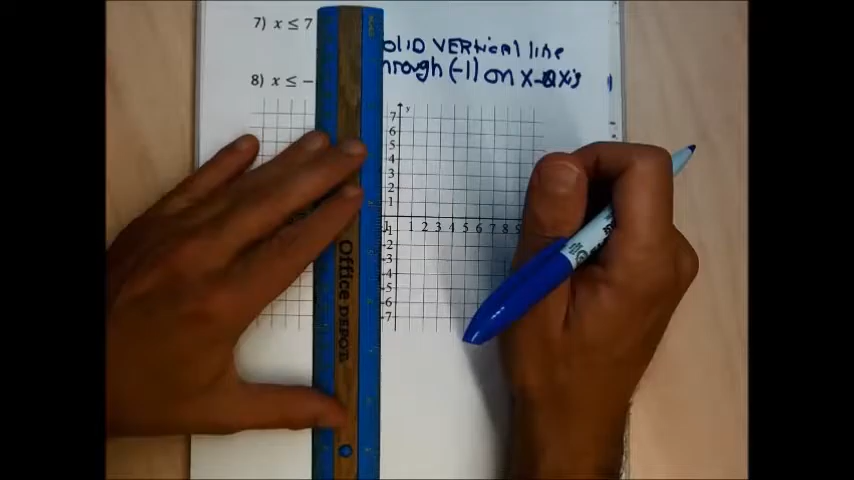 7) x ≤ 7
OLID VERTICAL line
hrough (-1) on x-axis
8) x ≤ -
y
7
6
5
4
3
2
1
1 2 3 4 5 6 7 8 9
2
3
4
5
6
7
Office DEPOT